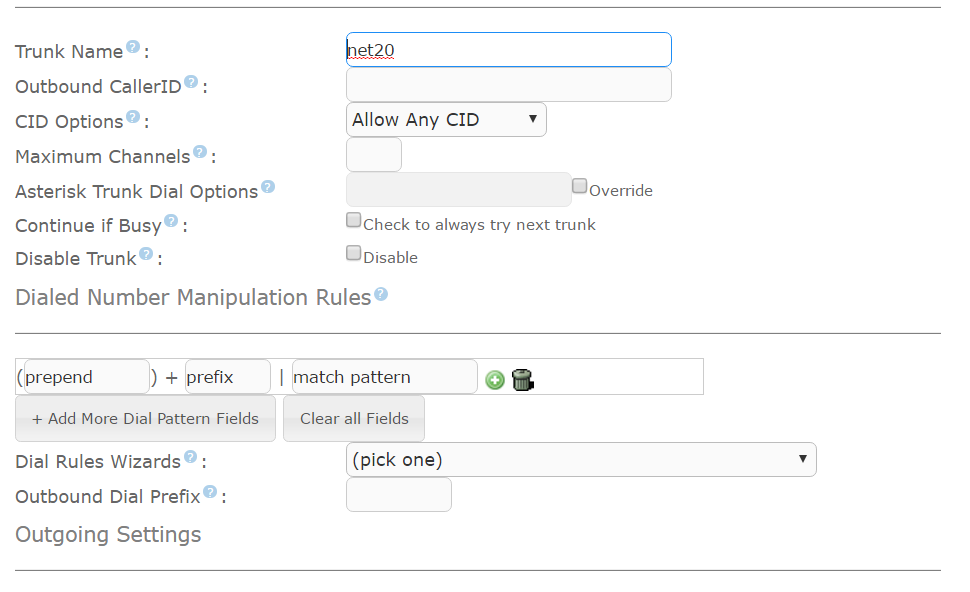 Trunk Name ? : net20
Outbound CallerID ? :
CID Options ? : Allow Any CID
Maximum Channels ? :
Asterisk Trunk Dial Options ? Override
Continue if Busy ? : Check to always try next trunk
Disable Trunk ? : Disable
Dialed Number Manipulation Rules ?
(prepend) + prefix | match pattern
+ Add More Dial Pattern Fields Clear all Fields
Dial Rules Wizards ? : (pick one)
Outbound Dial Prefix ? :
Outgoing Settings